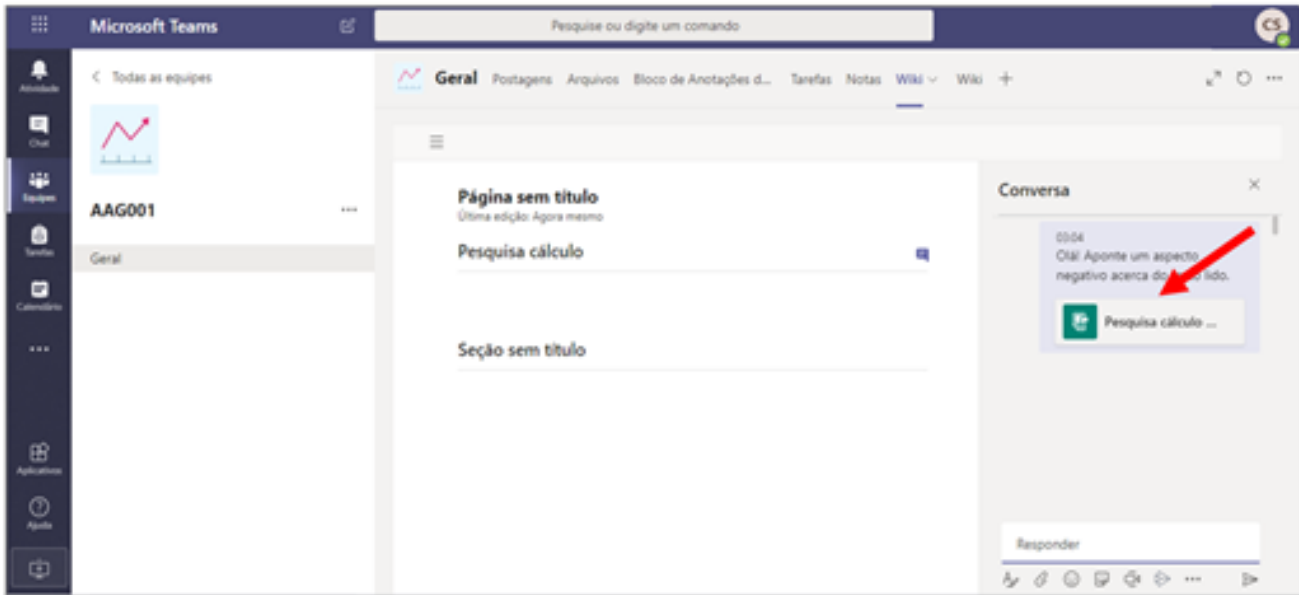 Microsoft Teams
Pesquise ou digite um comando
CS
Atividade
Chat
Equipes
Tarefas
Calendário
Aplicativos
Ajuda
Todas as equipes
AAG001
Geral
Geral Postagens Arquivos Bloco de Anotações d... Tarefas Notas Wiki Wiki
Página sem título
Última edição: Agora mesmo
Pesquisa cálculo
Seção sem título
Conversa
03:04
Olá! Aponte um aspecto
negativo acerca do lido.
Pesquisa cálculo ...
Responder